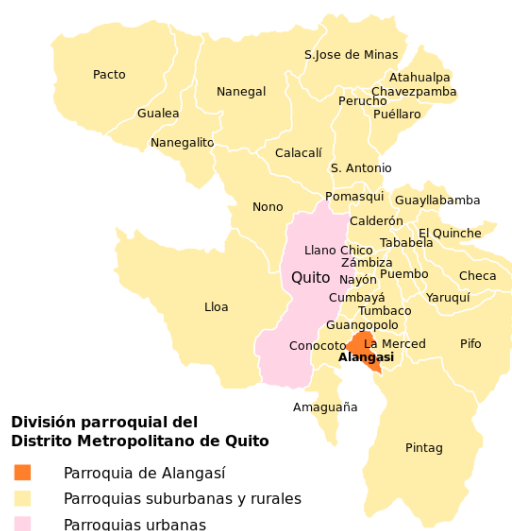 S.Jose de Minas
Pacto
Atahualpa
Nanegal
Chavezpamba
Perucho
Gualea
Puéllaro
Nanegalito
Calacalí
S. Antonio
Pomasqui
Guayllabamba
Nono
Calderón
El Quinche
Tababela
Llano Chico
Zámbiza
Quito
Nayón
Puembo
Checa
Cumbayá
Yaruquí
Lloa
Tumbaco
Guangopolo
Conocoto
La Merced
Pifo
Alangasi
Amaguaña
Pintag
División parroquial del
Distrito Metropolitano de Quito
Parroquia de Alangasí
Parroquias suburbanas y rurales
Parroquias urbanas